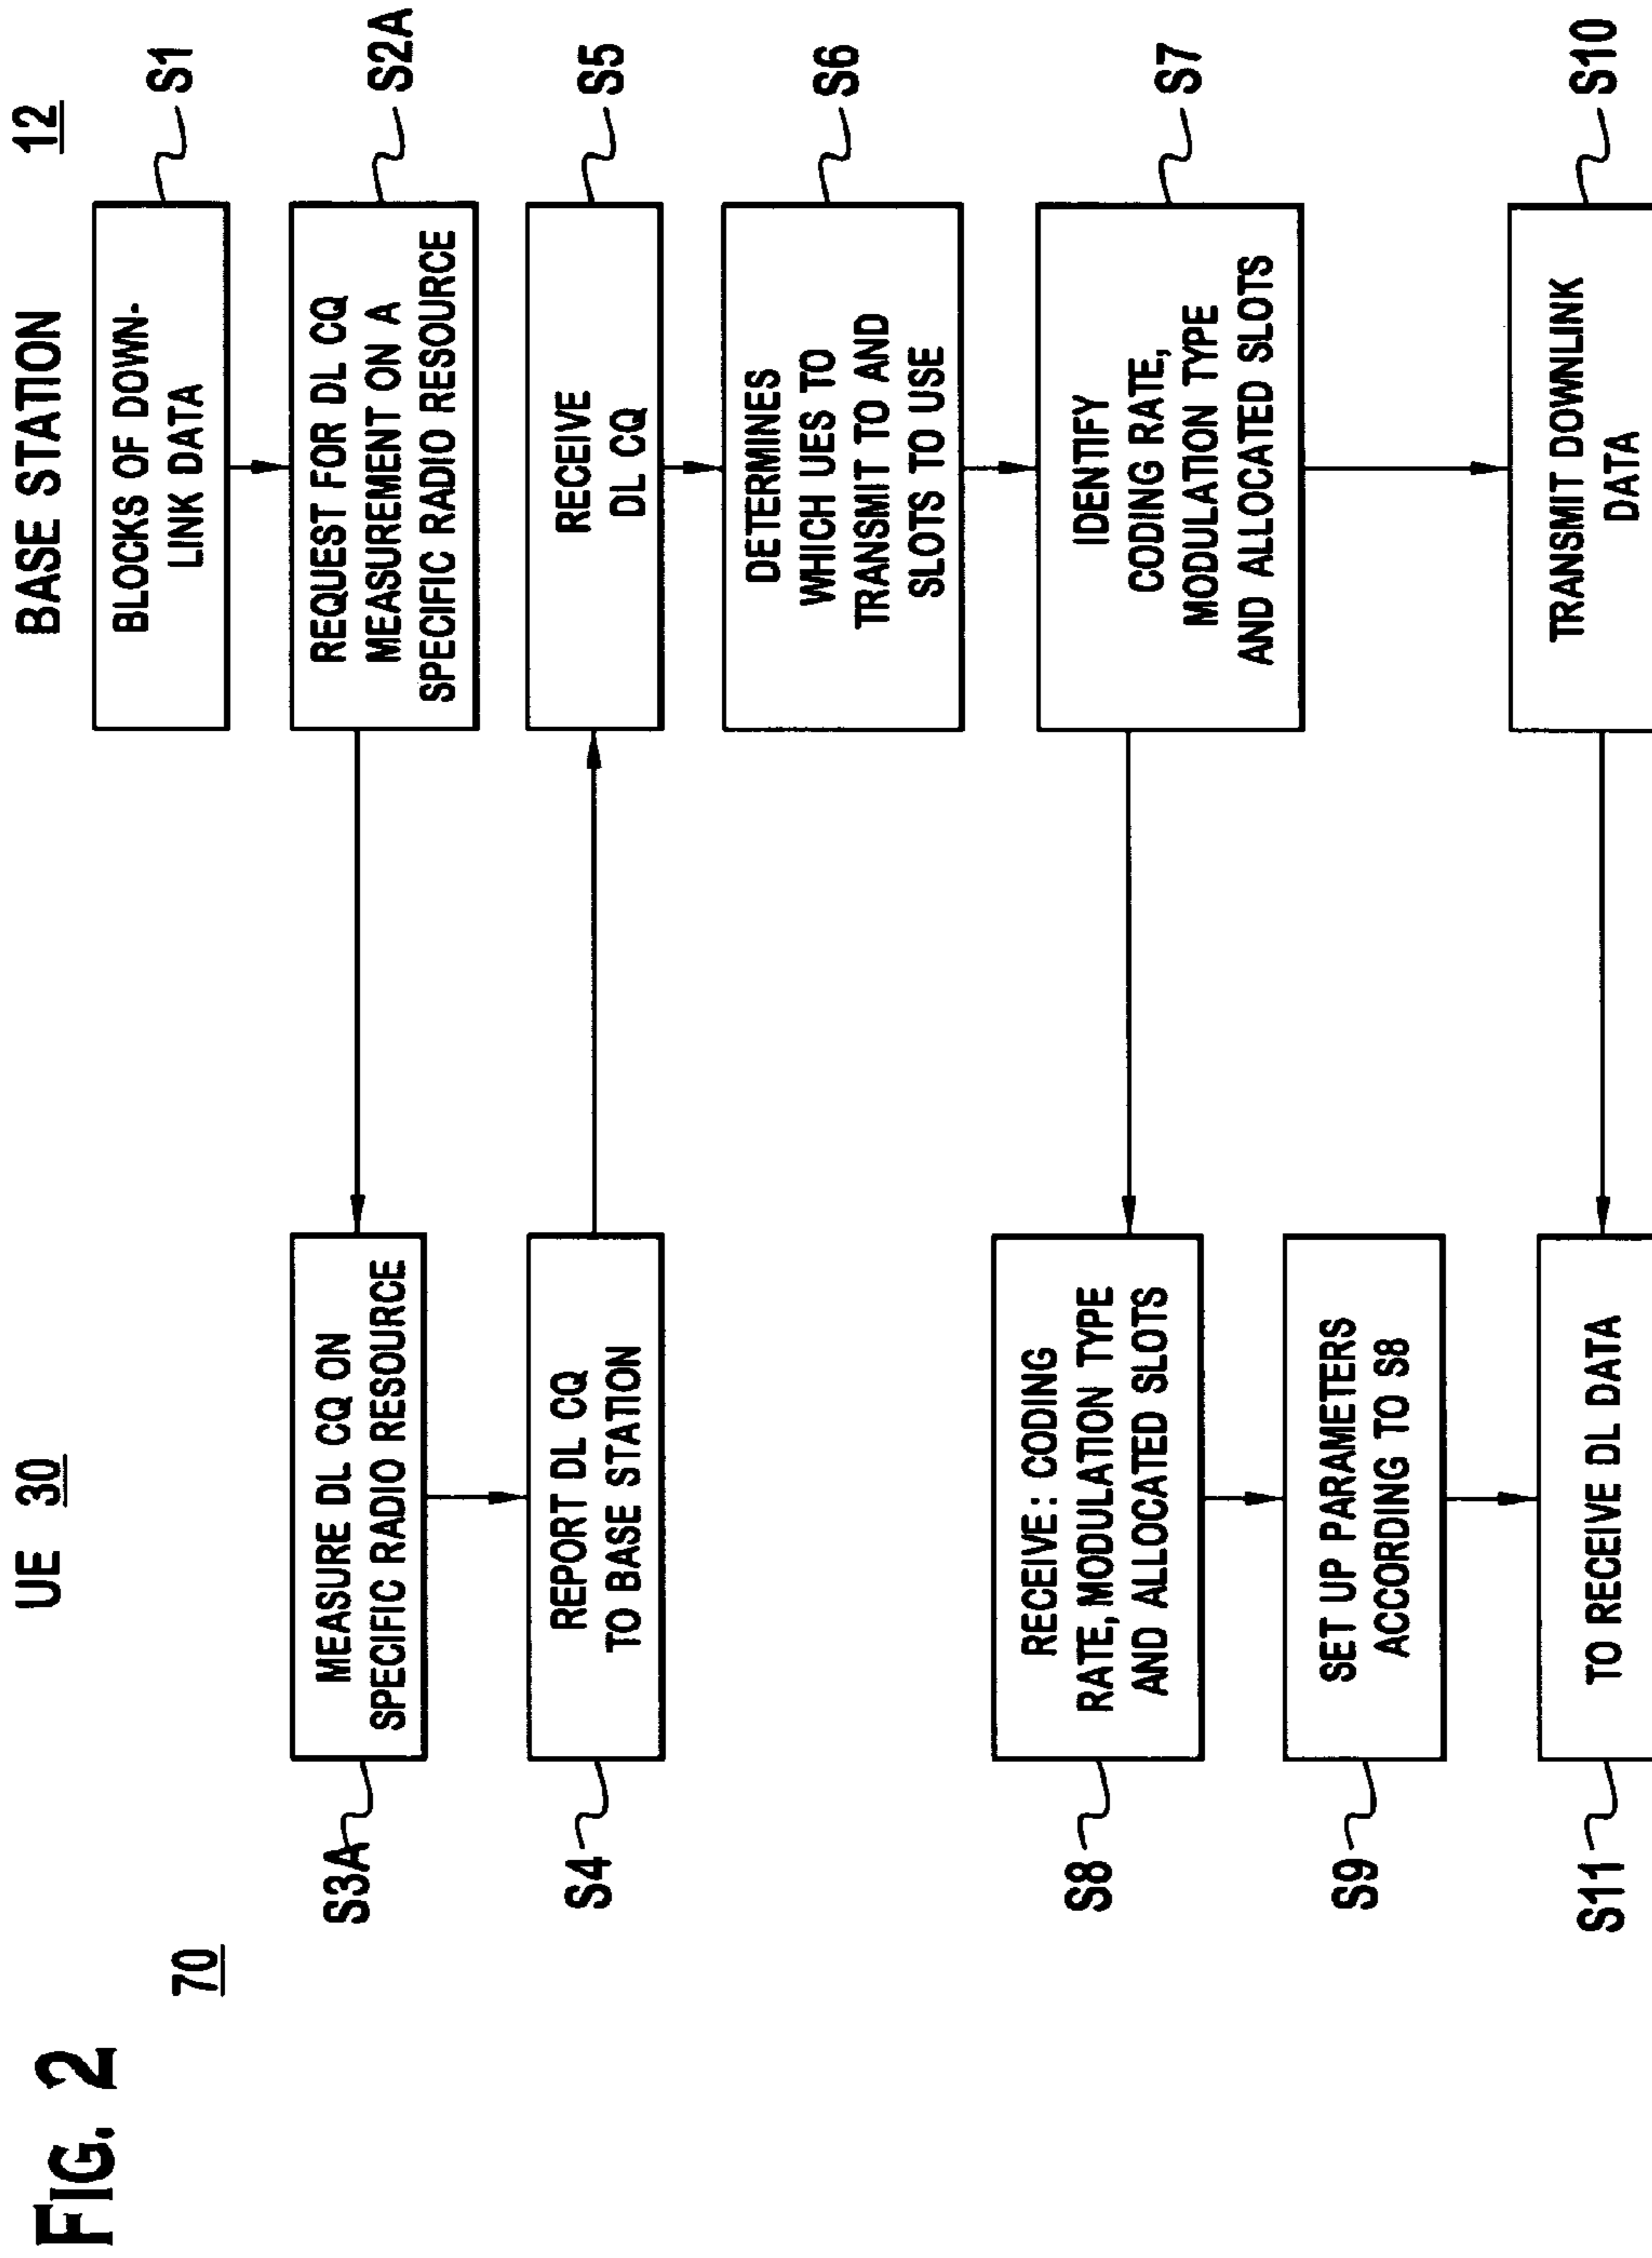 FIG. 2
70
UE 30
BASE STATION 12
BLOCKS OF DOWN-
LINK DATA
S1
REQUEST FOR DL CQ
MEASUREMENT ON A
SPECIFIC RADIO RESOURCE
S2A
S3A
MEASURE DL CQ ON
SPECIFIC RADIO RESOURCE
S4
REPORT DL CQ
TO BASE STATION
RECEIVE
DL CQ
S5
DETERMINES
WHICH UES TO
TRANSMIT TO AND
SLOTS TO USE
S6
IDENTIFY
CODING RATE,
MODULATION TYPE
AND ALLOCATED SLOTS
S7
S8
RECEIVE: CODING
RATE, MODULATION TYPE
AND ALLOCATED SLOTS
S9
SET UP PARAMETERS
ACCORDING TO S8
TRANSMIT DOWNLINK
DATA
S10
S11
TO RECEIVE DL DATA